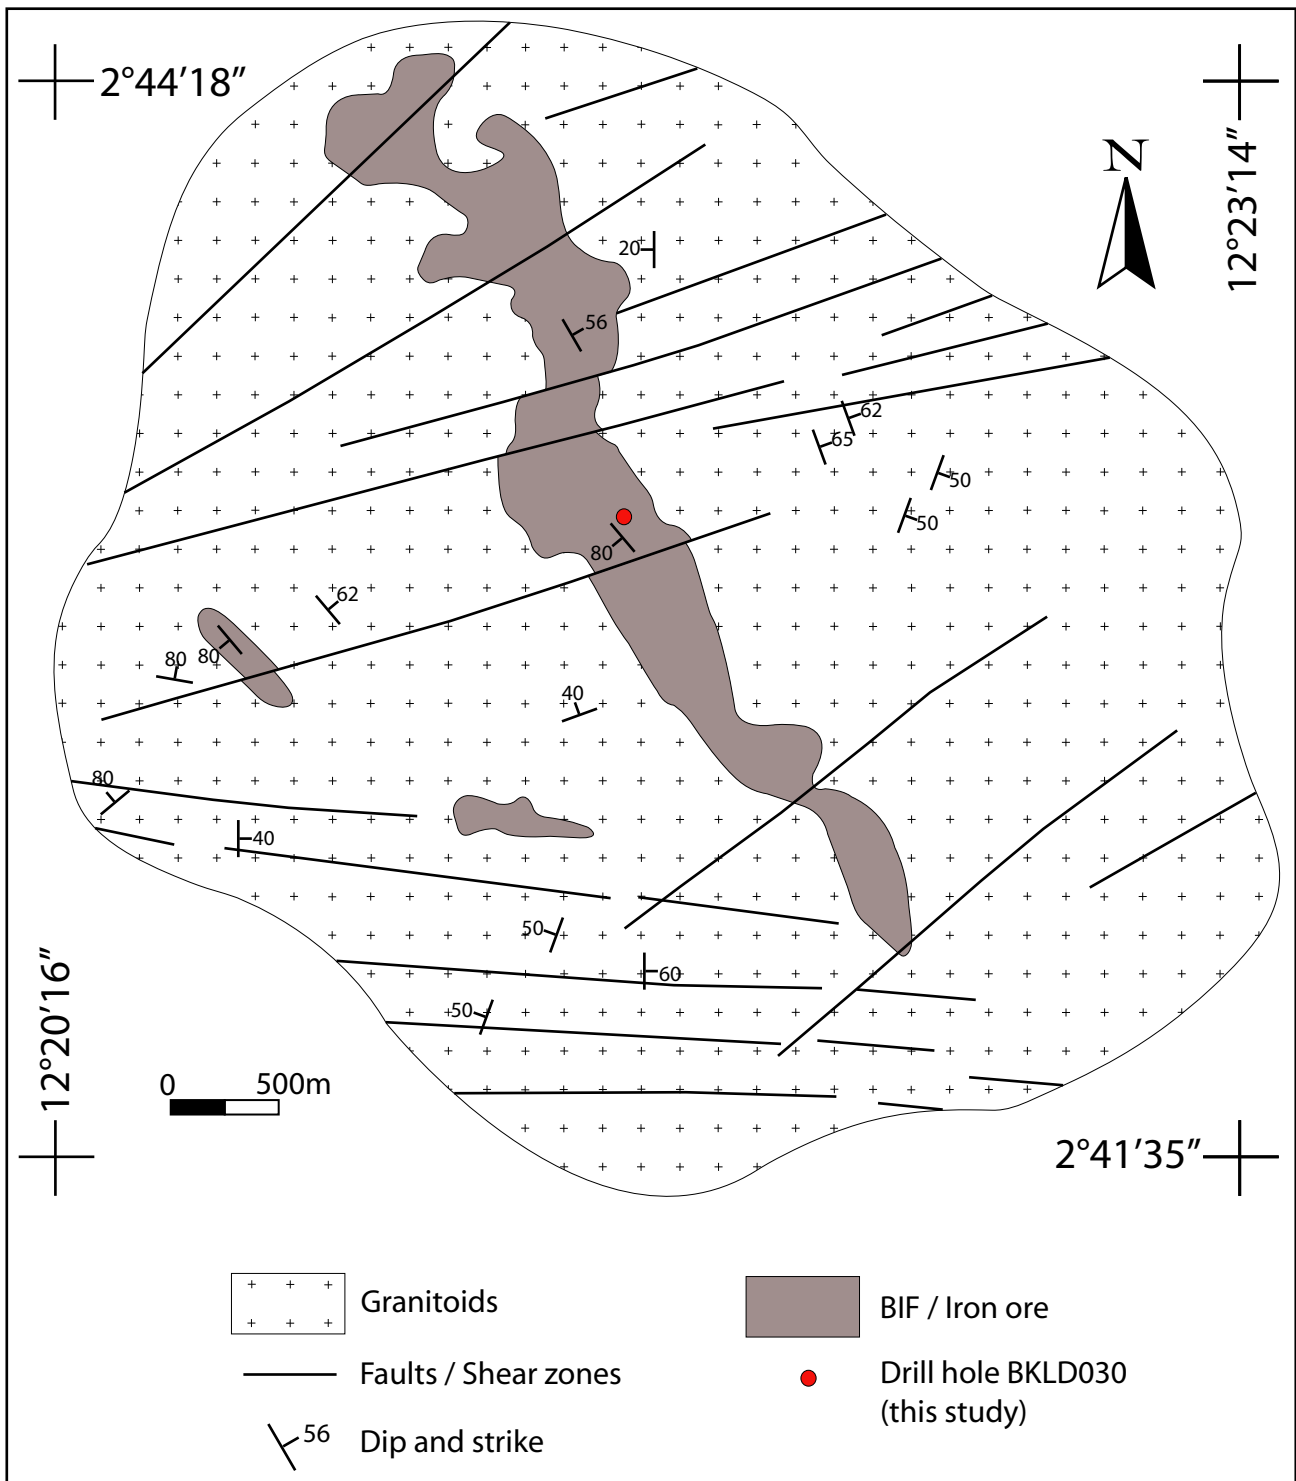 2°44′18″
N
12°23′14″
20
56
62
65
50
50
80
62
80
80
40
80
40
50
60
50
12°20′16″
0 500m
2°41′35″
Granitoids
BIF / Iron ore
Faults / Shear zones
Drill hole BKLD030
(this study)
56
Dip and strike